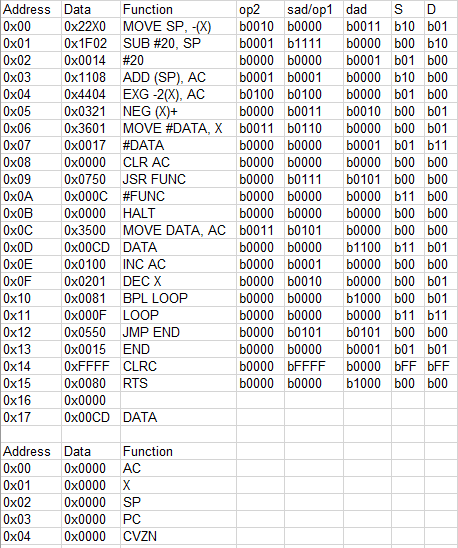 Address Data Function op2 sad/op1 dad S D
0x00 0x22X0 MOVE SP, -(X) b0010 b0000 b0011 b10 b01
0x01 0x1F02 SUB #20, SP b0001 b1111 b0000 b00 b10
0x02 0x0014 #20 b0000 b0000 b0001 b01 b00
0x03 0x1108 ADD (SP), AC b0001 b0001 b0000 b10 b00
0x04 0x4404 EXG -2(X), AC b0100 b0100 b0000 b01 b00
0x05 0x0321 NEG (X)+ b0000 b0011 b0010 b00 b01
0x06 0x3601 MOVE #DATA, X b0011 b0110 b0000 b00 b01
0x07 0x0017 #DATA b0000 b0000 b0001 b01 b11
0x08 0x0000 CLR AC b0000 b0000 b0000 b00 b00
0x09 0x0750 JSR FUNC b0000 b0111 b0101 b00 b00
0x0A 0x000C #FUNC b0000 b0000 b0000 b11 b00
0x0B 0x0000 HALT b0000 b0000 b0000 b00 b00
0x0C 0x3500 MOVE DATA, AC b0011 b0101 b0000 b00 b00
0x0D 0x00CD DATA b0000 b0000 b1100 b11 b01
0x0E 0x0100 INC AC b0000 b0001 b0000 b00 b00
0x0F 0x0201 DEC X b0000 b0010 b0000 b00 b01
0x10 0x0081 BPL LOOP b0000 b0000 b1000 b00 b01
0x11 0x000F LOOP b0000 b0000 b0000 b11 b11
0x12 0x0550 JMP END b0000 b0101 b0101 b00 b00
0x13 0x0015 END b0000 b0000 b0001 b01 b01
0x14 0xFFFF CLRC b0000 bFFFF b0000 bFF bFF
0x15 0x0080 RTS b0000 b0000 b1000 b00 b00
0x16 0x0000
0x17 0x00CD DATA
Address Data Function
0x00 0x0000 AC
0x01 0x0000 X
0x02 0x0000 SP
0x03 0x0000 PC
0x04 0x0000 CVZN